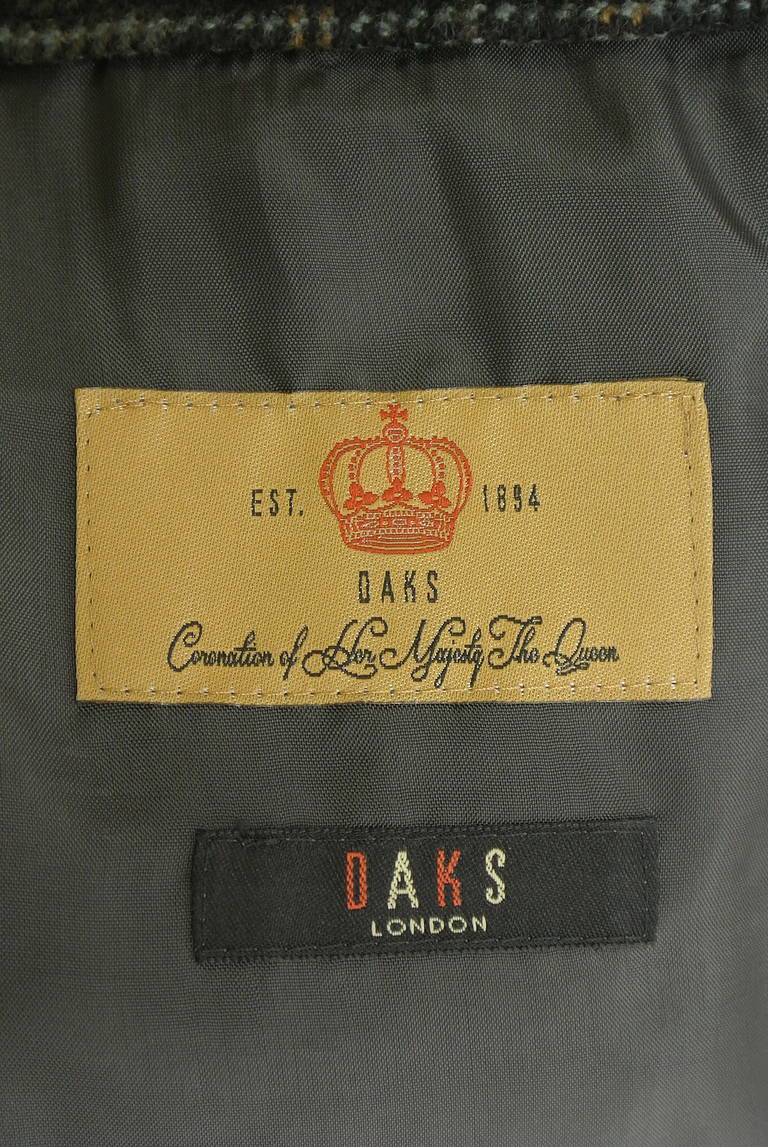 EST. 1894
DAKS
Coronation of Her Majesty The Queen
DAKS
LONDON